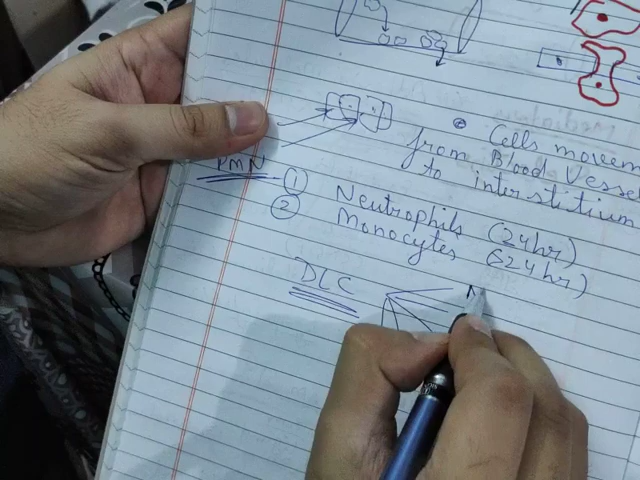 Cells movem
from Blood Vessel
to interstitium
PMN
① Neutrophils (24hr)
② Monocytes (>24hr)
DLC
N